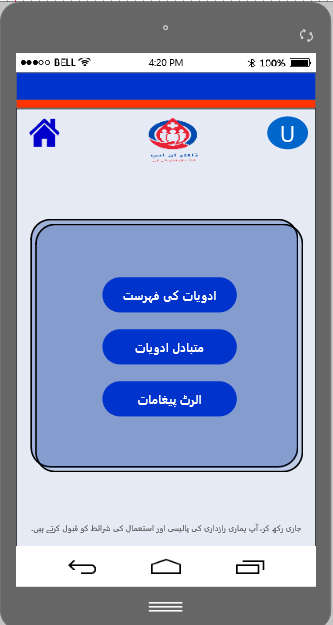 BELL 4:20 PM 100%
U
ادویات کی فہرست
متبادل ادویات
الرٹ پیغامات
جاری رکھ کر، آپ ہماری رازداری کی پالیسی اور استعمال کی شرائط کو قبول کرتے ہیں۔